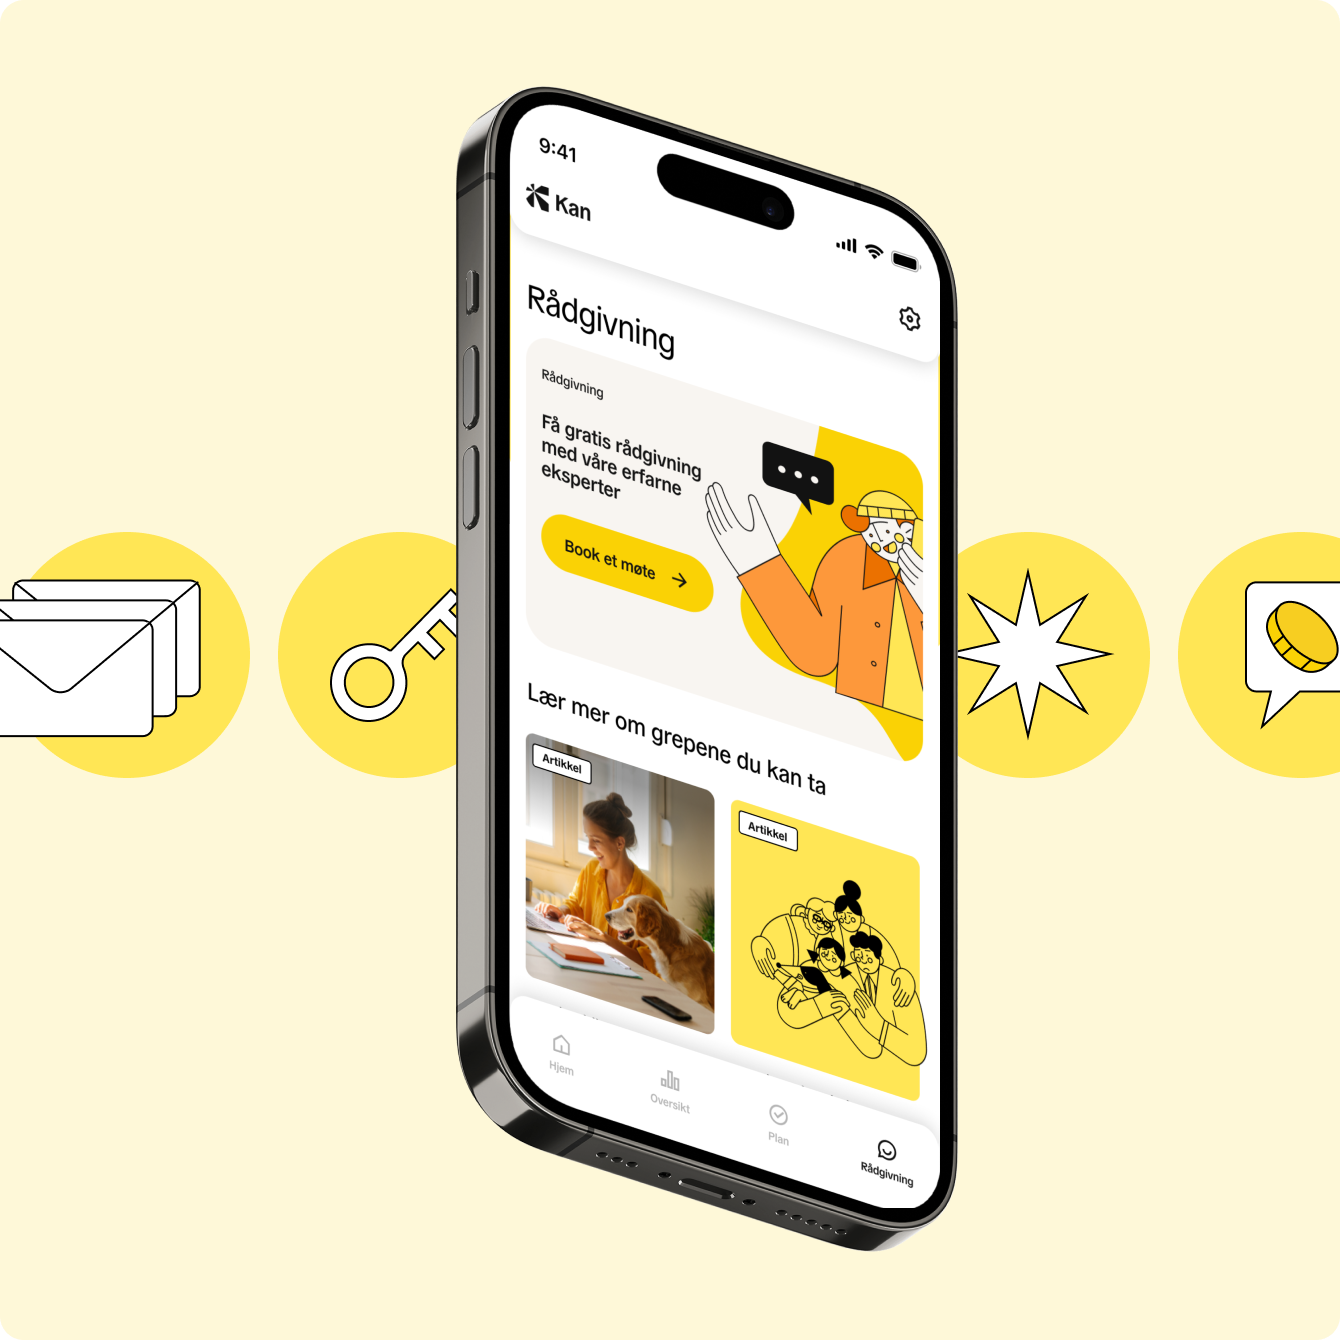 9:41
Kan
Rådgivning
Rådgivning
Få gratis rådgivning
med våre erfarne
eksperter
Book et møte
Lær mer om grepene du kan ta
Artikkel
Artikkel
Hjem
Oversikt
Plan
Rådgivning